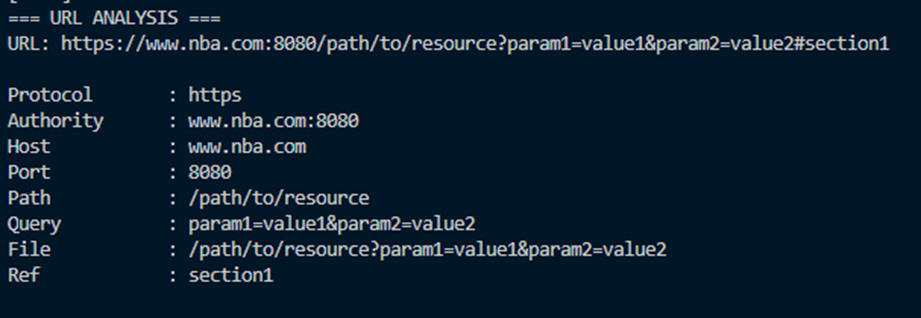 === URL ANALYSIS ===
URL: https://www.nba.com:8080/path/to/resource?param1=value1&param2=value2#section1
Protocol : https
Authority : www.nba.com:8080
Host : www.nba.com
Port : 8080
Path : /path/to/resource
Query : param1=value1&param2=value2
File : /path/to/resource?param1=value1&param2=value2
Ref : section1